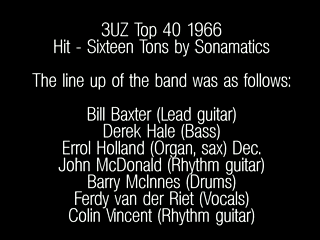 3UZ Top 40 1966
Hit - Sixteen Tons by Sonamatics
The line up of the band was as follows:
Bill Baxter (Lead guitar)
Derek Hale (Bass)
Errol Holland (Organ, sax) Dec.
John McDonald (Rhythm guitar)
Barry McInnes (Drums)
Ferdy van der Riet (Vocals)
Colin Vincent (Rhythm guitar)